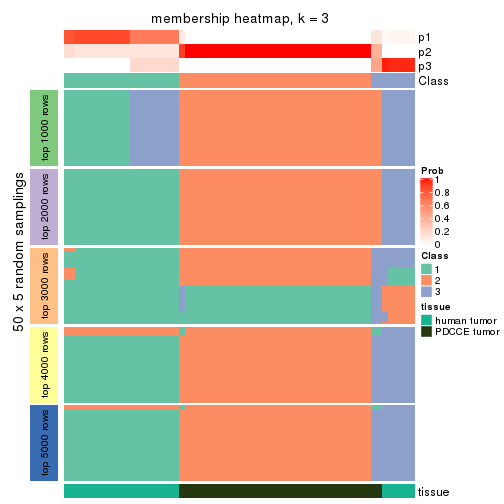 membership heatmap, k = 3
p1
p2
p3
Class
50 x 5 random samplings
top 1000 rows
top 2000 rows
top 3000 rows
top 4000 rows
top 5000 rows
Prob
1
0.8
0.6
0.4
0.2
0
Class
1
2
3
tissue
human tumor
PDCCE tumor
tissue